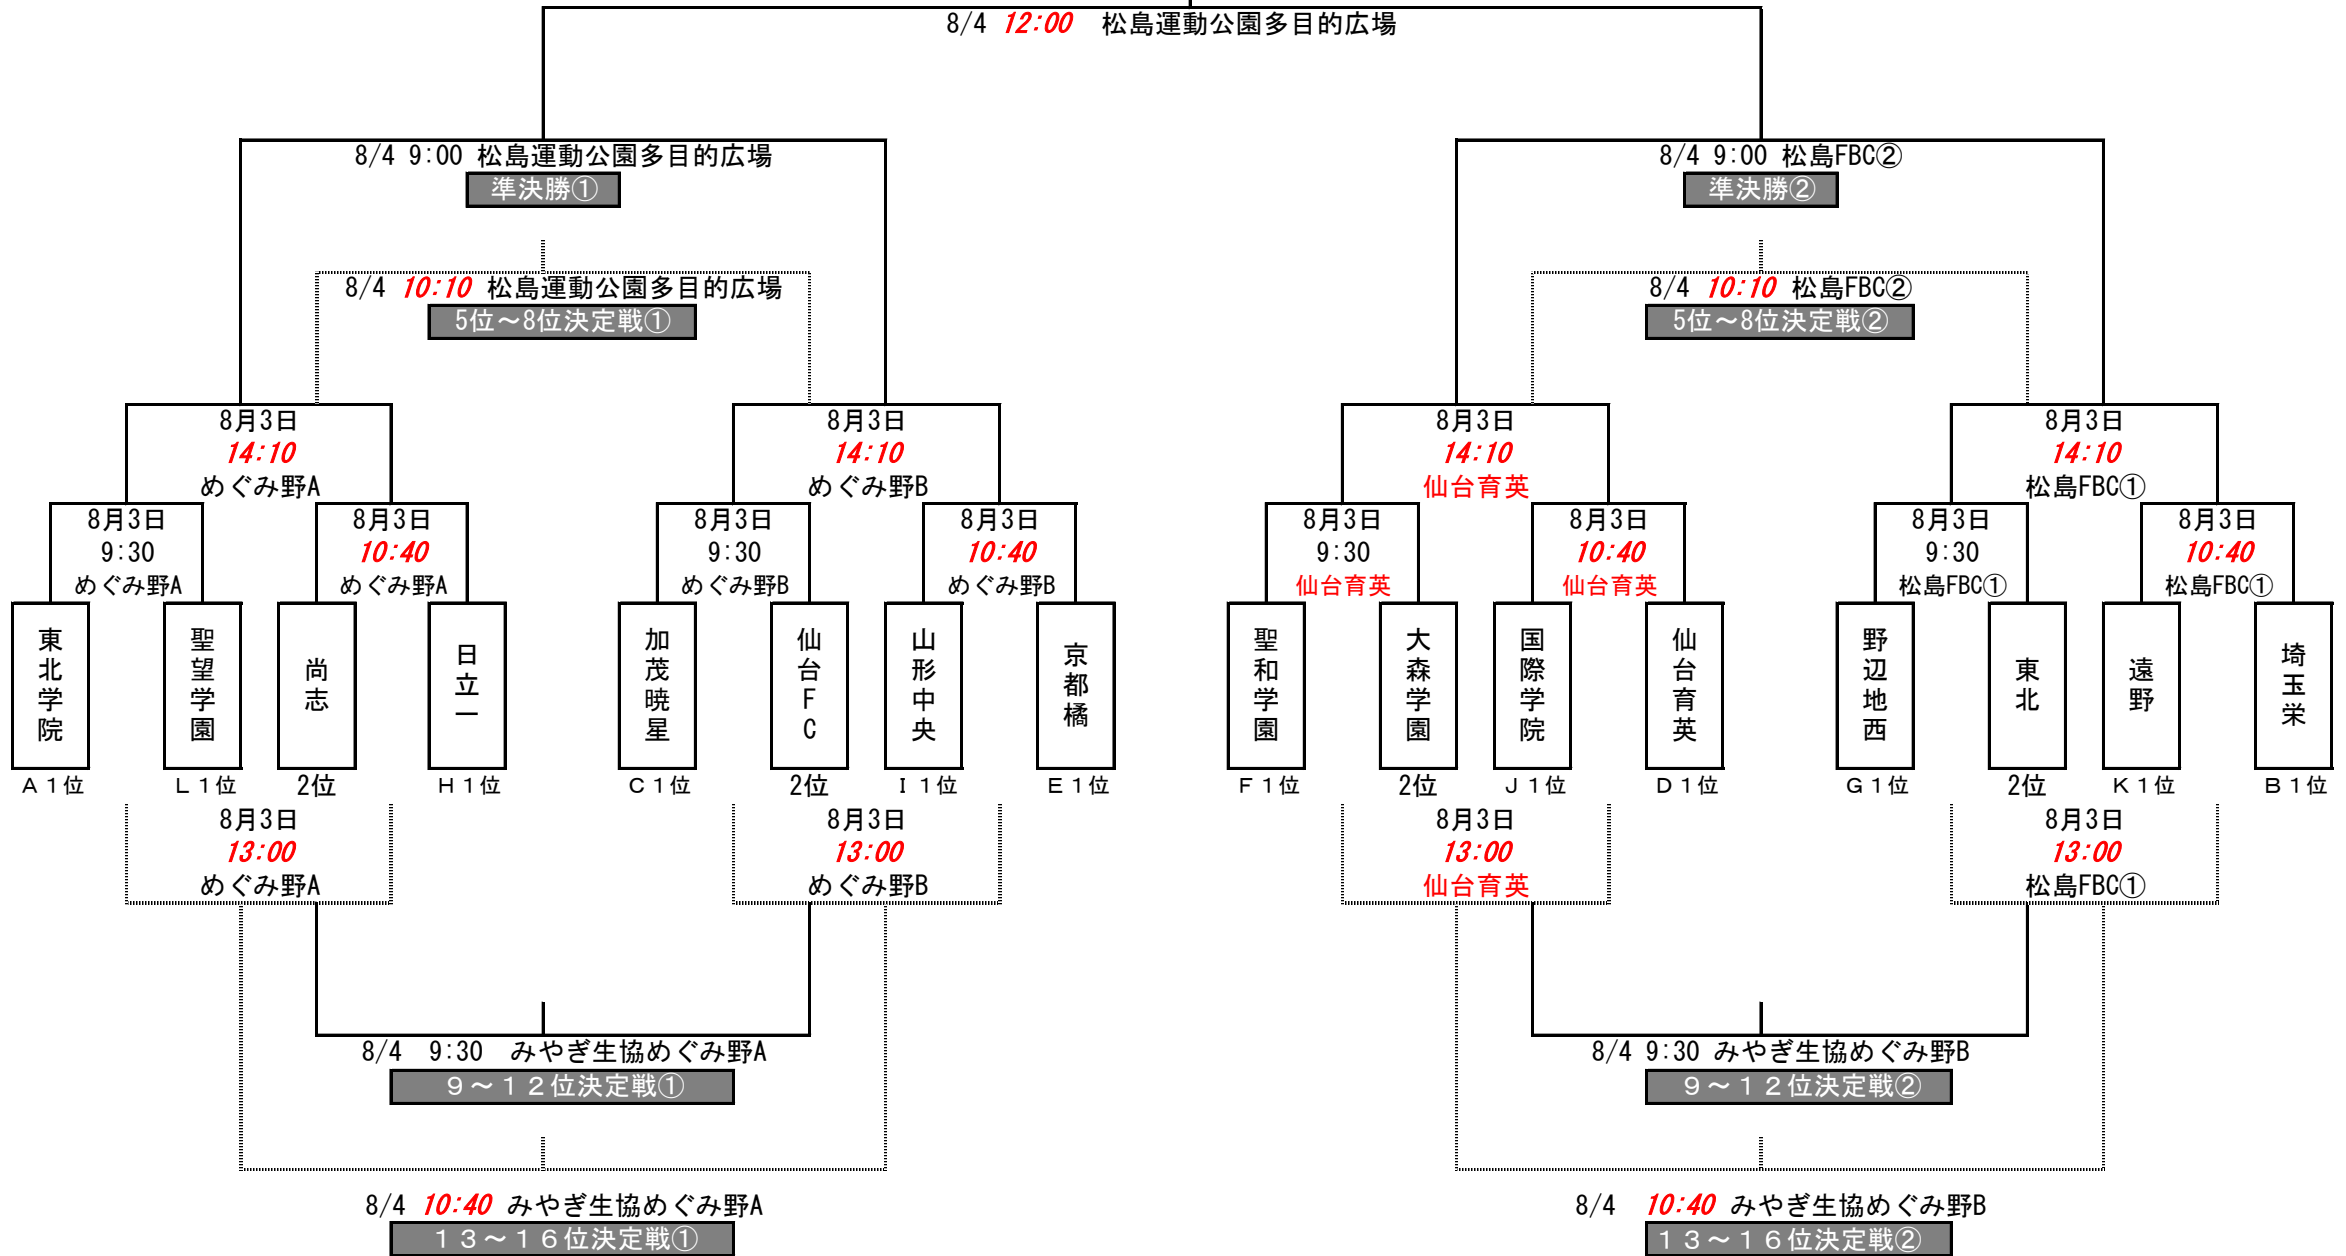 8/4 12:00 松島運動公園多目的広場
8/4 9:00 松島運動公園多目的広場
準決勝①
8/4 9:00 松島FBC②
準決勝②
8/4 10:10 松島運動公園多目的広場
5位～8位決定戦①
8/4 10:10 松島FBC②
5位～8位決定戦②
8月3日
14:10
めぐみ野A
8月3日
14:10
めぐみ野B
8月3日
14:10
仙台育英
8月3日
14:10
松島FBC①
8月3日
9:30
めぐみ野A
8月3日
10:40
めぐみ野A
8月3日
9:30
めぐみ野B
8月3日
10:40
めぐみ野B
8月3日
9:30
仙台育英
8月3日
10:40
仙台育英
8月3日
9:30
松島FBC①
8月3日
10:40
松島FBC①
東北学院
聖望学園
尚志
日立一
加茂暁星
仙台FC
山形中央
京都橘
聖和学園
大森学園
国際学院
仙台育英
野辺地西
東北
遠野
埼玉栄
A１位
L１位
2位
H１位
C１位
2位
I １位
E１位
F１位
2位
J１位
D１位
G１位
2位
K１位
B１位
8月3日
13:00
めぐみ野A
8月3日
13:00
めぐみ野B
8月3日
13:00
仙台育英
8月3日
13:00
松島FBC①
8/4 9:30 みやぎ生協めぐみ野A
９～１２位決定戦①
8/4 9:30 みやぎ生協めぐみ野B
９～１２位決定戦②
8/4 10:40 みやぎ生協めぐみ野A
１３～１６位決定戦①
8/4 10:40 みやぎ生協めぐみ野B
１３～１６位決定戦②